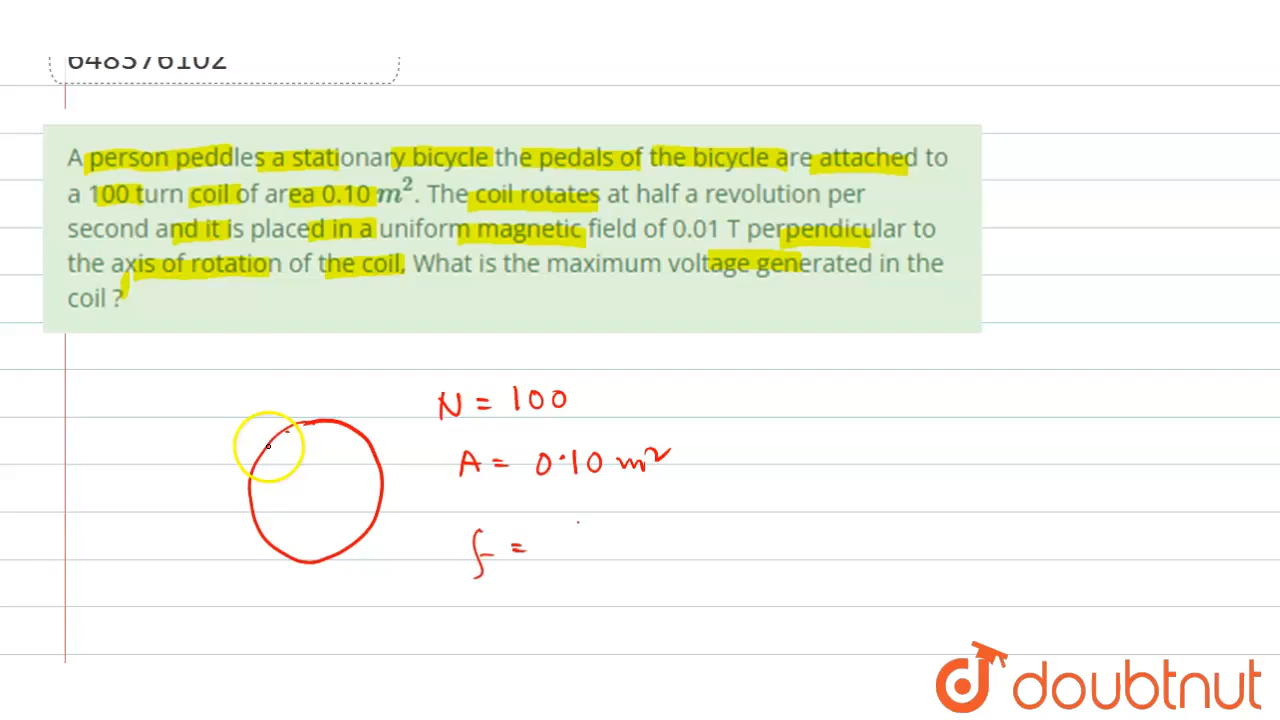 648376102
A person peddles a stationary bicycle the pedals of the bicycle are attached to
a 100 turn coil of area 0.10 m². The coil rotates at half a revolution per
second and it is placed in a uniform magnetic field of 0.01 T perpendicular to
the axis of rotation of the coil, What is the maximum voltage generated in the
coil ?
N = 100
A = 0.10 m²
f =
doubtnut